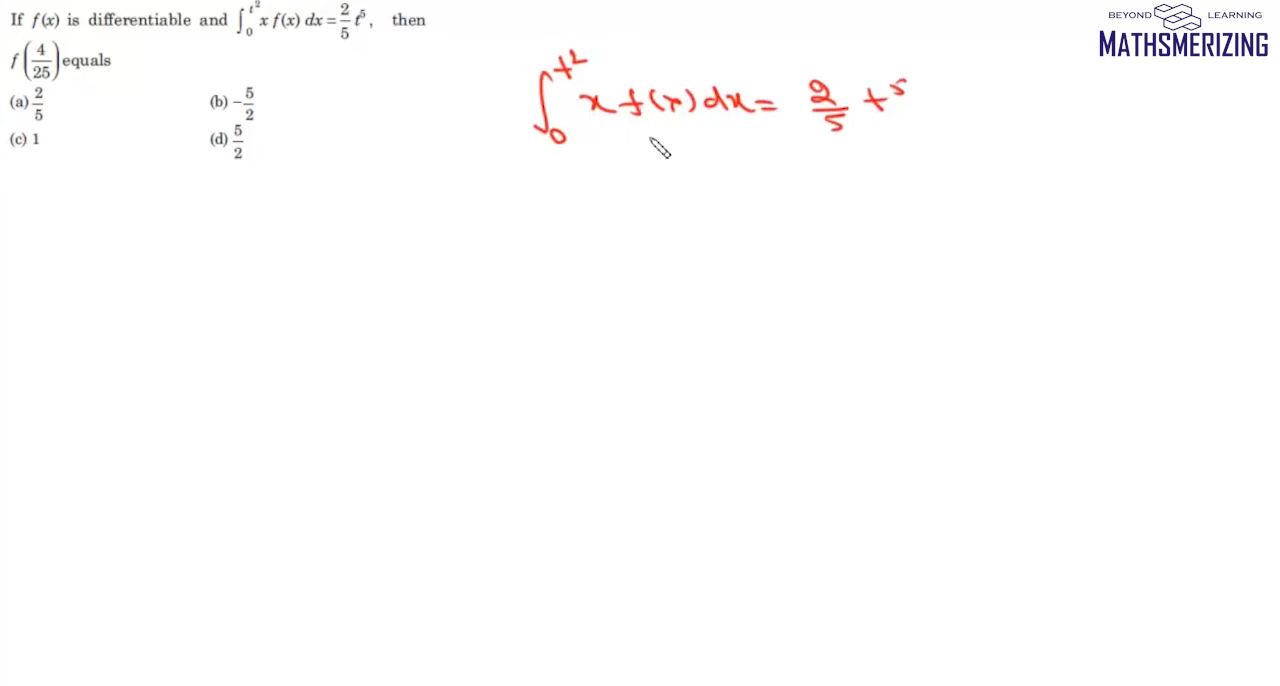 If f(x) is differentiable and ∫₀^{t²} x f(x) dx = 2/5 t⁵, then
f(4/25) equals
(a) 2/5 (b) −5/2
(c) 1 (d) 5/2
∫₀^{t²} x f(x) dx = 2/5 t⁵
BEYOND LEARNING
MATHSMERIZING